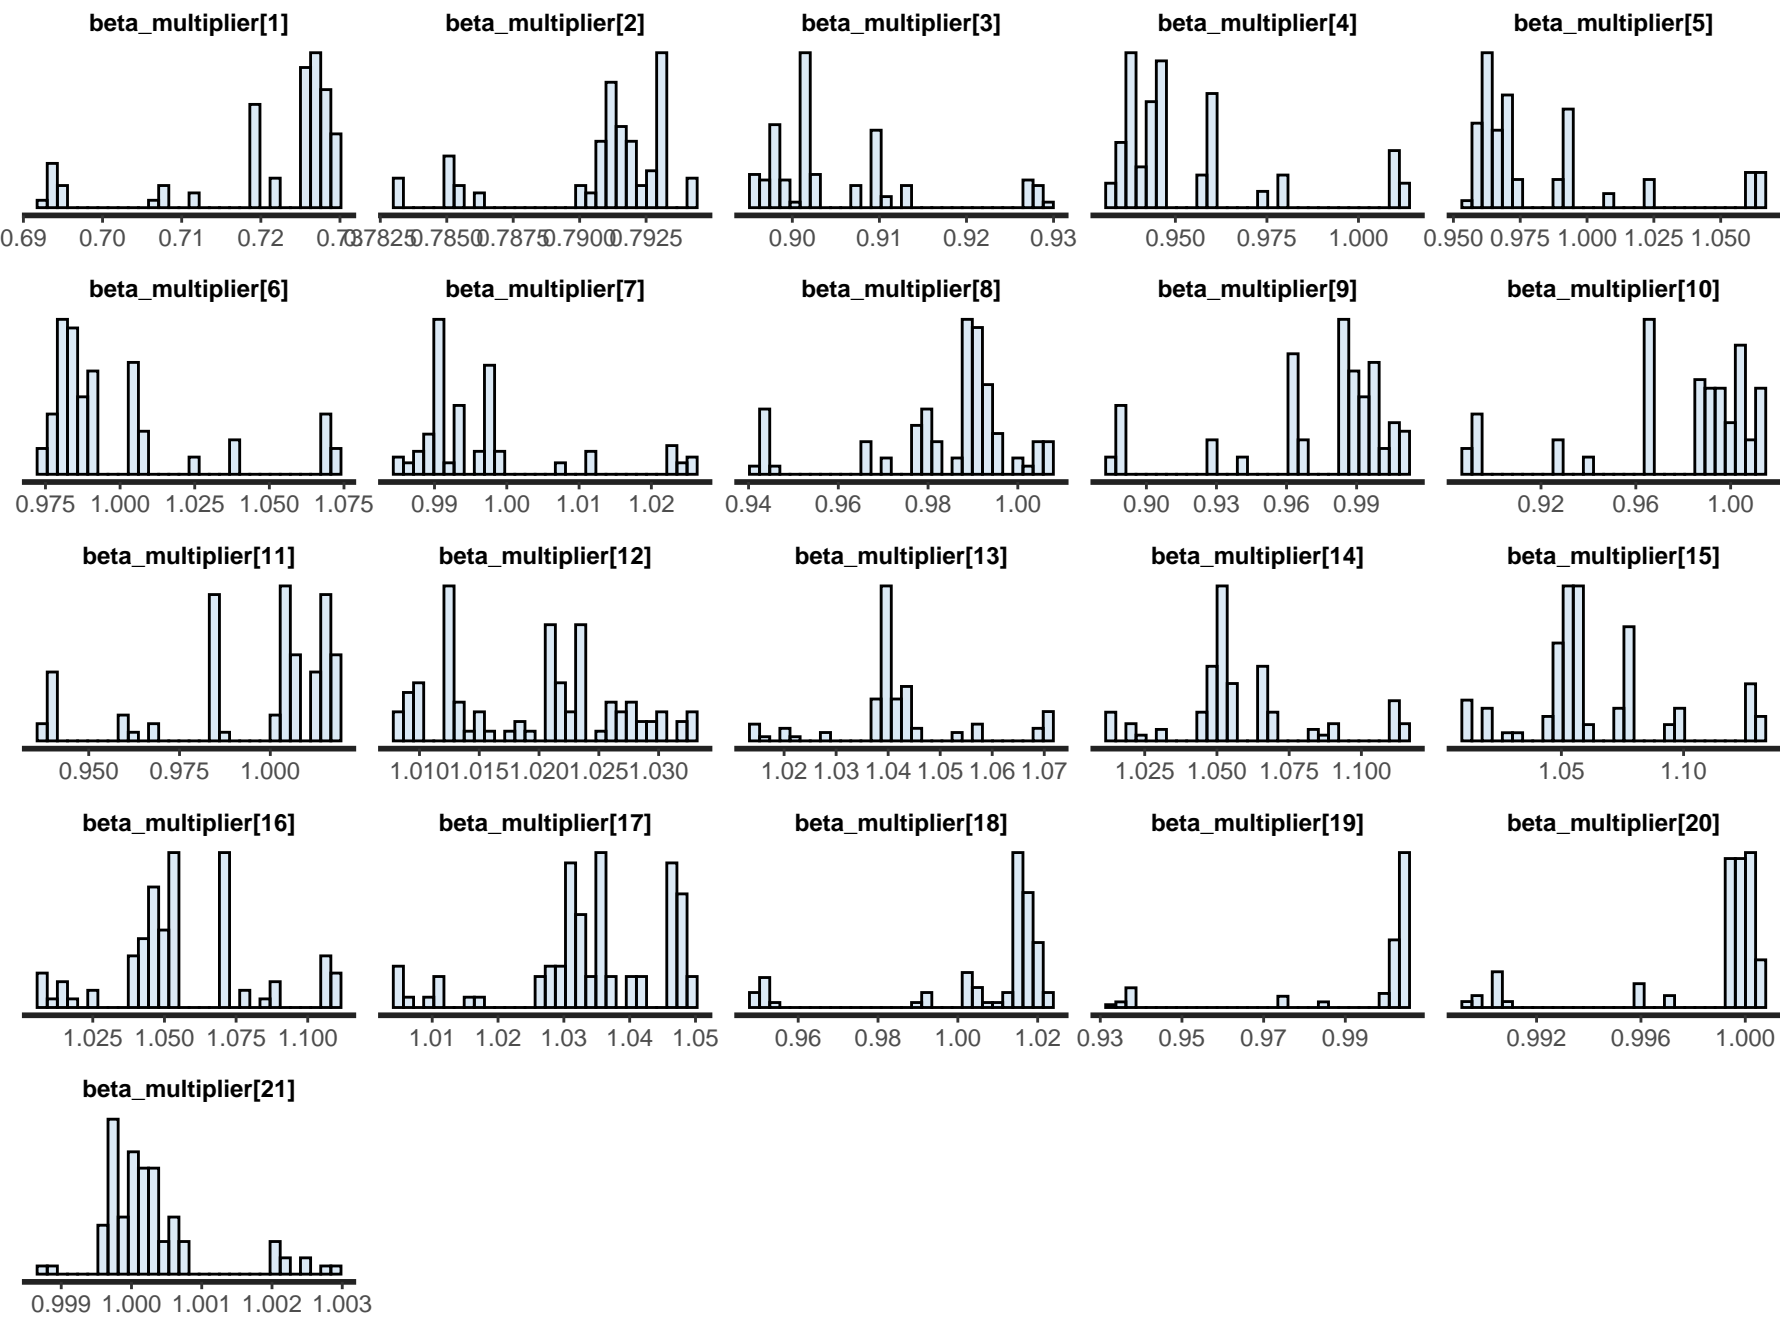 beta_multiplier[1] beta_multiplier[2] beta_multiplier[3] beta_multiplier[4] beta_multiplier[5]
0.69 0.70 0.71 0.72 0.73 0.7825 0.7850 0.7875 0.7900 0.7925 0.90 0.91 0.92 0.93 0.950 0.975 1.000 0.950 0.975 1.000 1.025 1.050
beta_multiplier[6] beta_multiplier[7] beta_multiplier[8] beta_multiplier[9] beta_multiplier[10]
0.975 1.000 1.025 1.050 1.075 0.99 1.00 1.01 1.02 0.94 0.96 0.98 1.00 0.90 0.93 0.96 0.99 0.92 0.96 1.00
beta_multiplier[11] beta_multiplier[12] beta_multiplier[13] beta_multiplier[14] beta_multiplier[15]
0.950 0.975 1.000 1.010 1.015 1.020 1.025 1.030 1.02 1.03 1.04 1.05 1.06 1.07 1.025 1.050 1.075 1.100 1.05 1.10
beta_multiplier[16] beta_multiplier[17] beta_multiplier[18] beta_multiplier[19] beta_multiplier[20]
1.025 1.050 1.075 1.100 1.01 1.02 1.03 1.04 1.05 0.96 0.98 1.00 1.02 0.93 0.95 0.97 0.99 0.992 0.996 1.000
beta_multiplier[21]
0.999 1.000 1.001 1.002 1.003